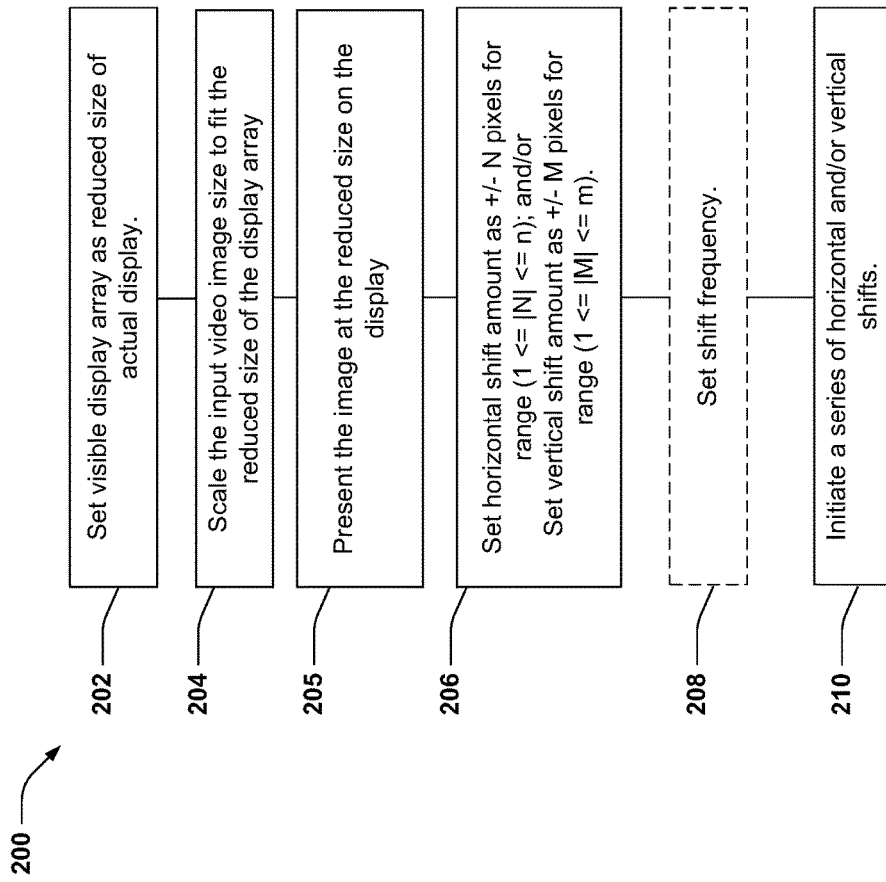 200
202
Set visible display array as reduced size of
actual display.
204
Scale the input video image size to fit the
reduced size of the display array
205
Present the image at the reduced size on the
display
206
Set horizontal shift amount as +/- N pixels for
range (1 <= |N| <= n); and/or
Set vertical shift amount as +/- M pixels for
range (1 <= |M| <= m).
208
Set shift frequency.
210
Initiate a series of horizontal and/or vertical
shifts.